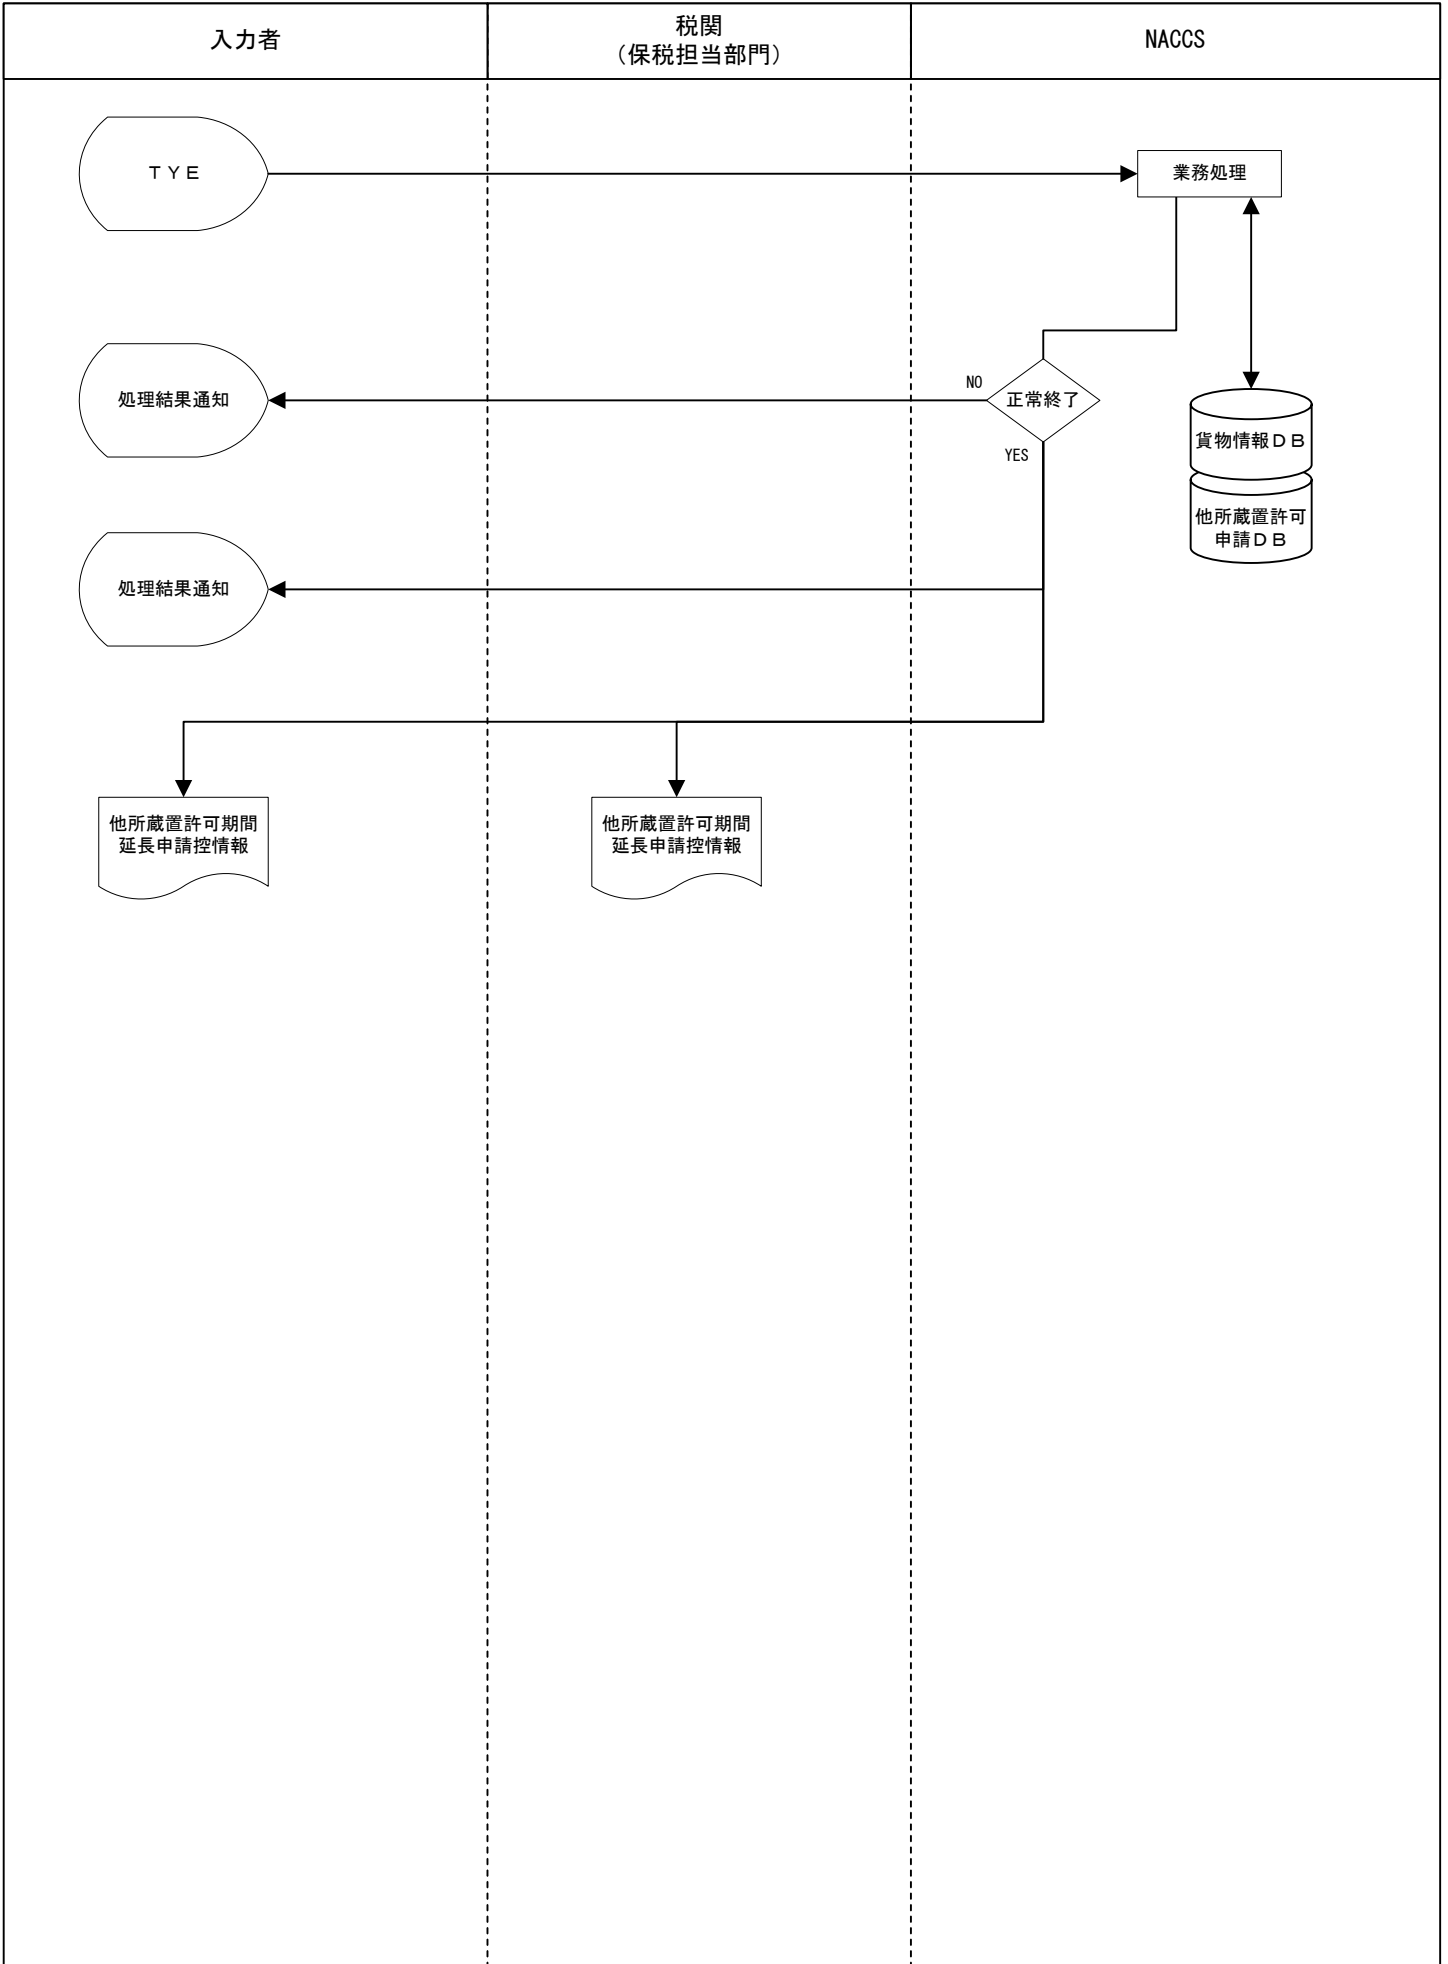 入力者
税関
（保税担当部門）
NACCS
ＴＹＥ
業務処理
処理結果通知
NO
正常終了
YES
貨物情報ＤＢ
他所蔵置許可
申請ＤＢ
処理結果通知
他所蔵置許可期間
延長申請控情報
他所蔵置許可期間
延長申請控情報